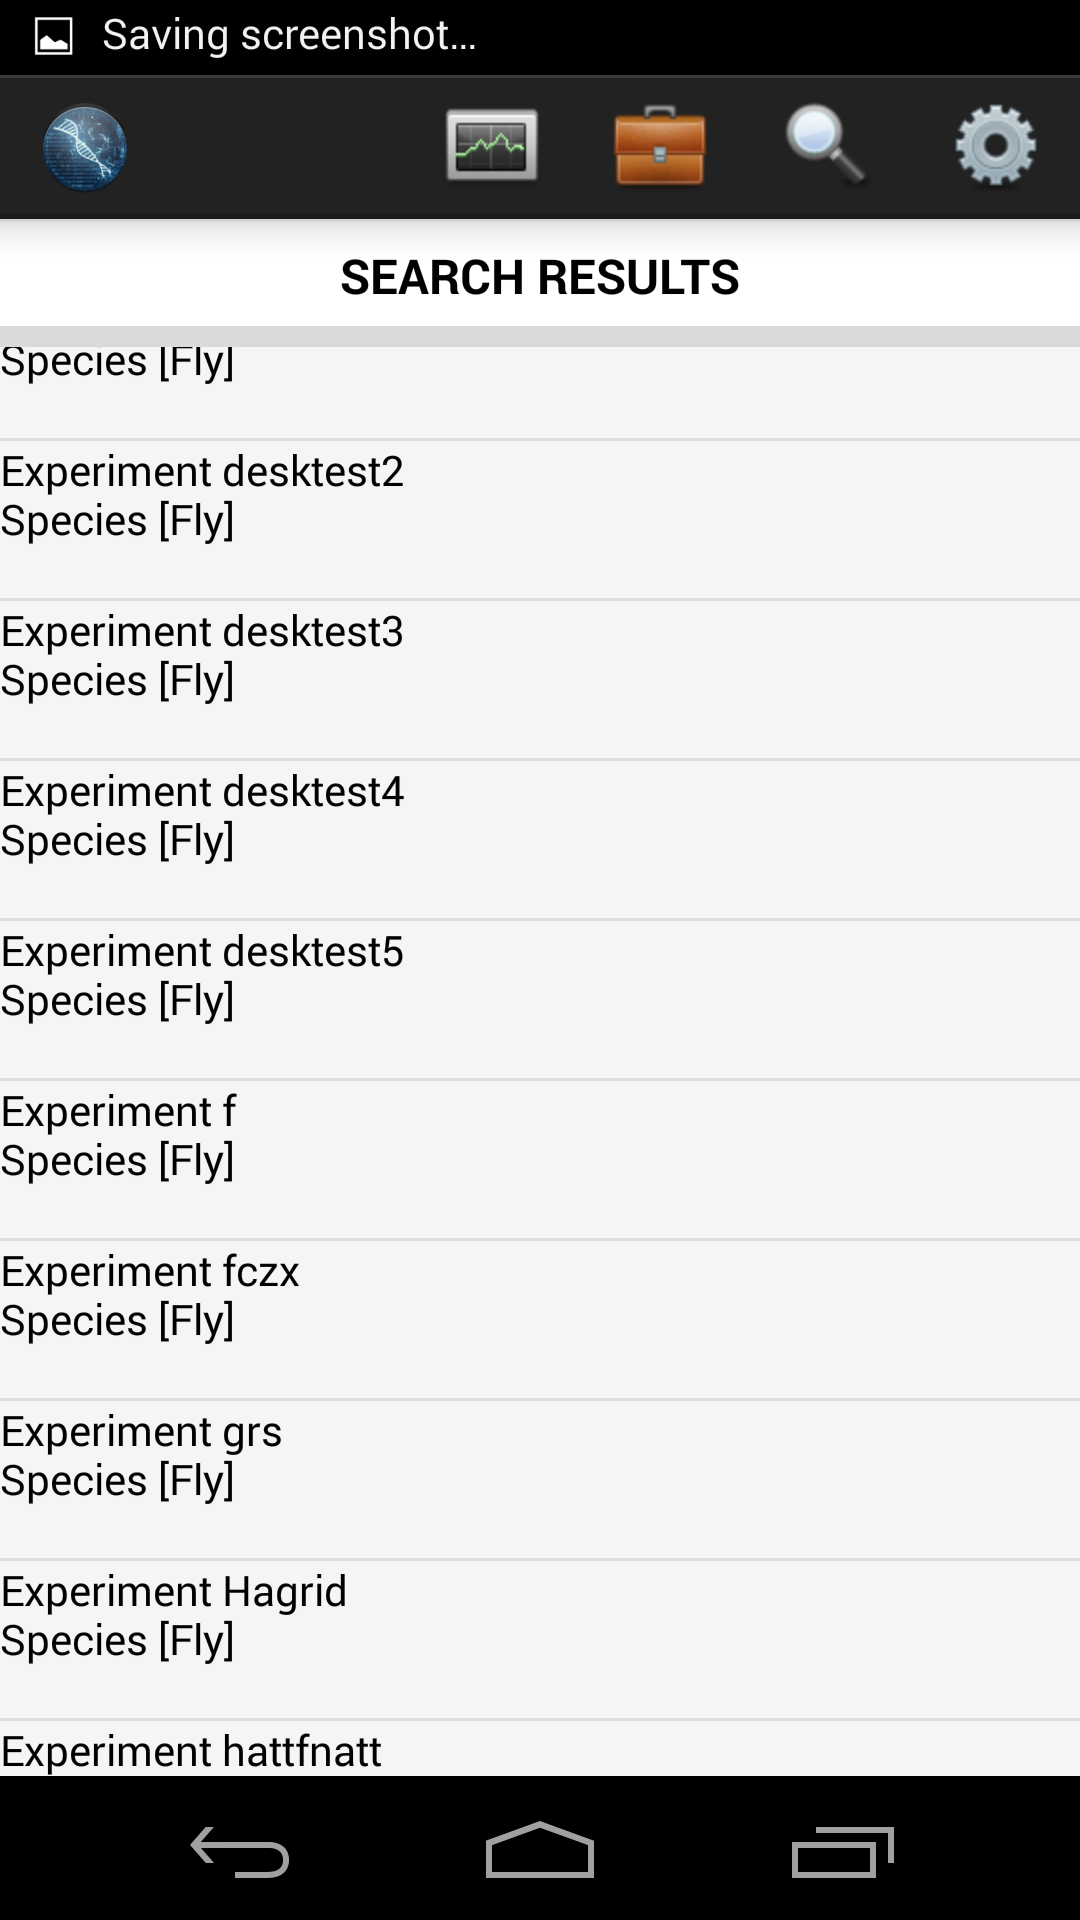 Saving screenshot...
SEARCH RESULTS
Species [Fly]
Experiment desktest2
Species [Fly]
Experiment desktest3
Species [Fly]
Experiment desktest4
Species [Fly]
Experiment desktest5
Species [Fly]
Experiment f
Species [Fly]
Experiment fczx
Species [Fly]
Experiment grs
Species [Fly]
Experiment Hagrid
Species [Fly]
Experiment hattfnatt